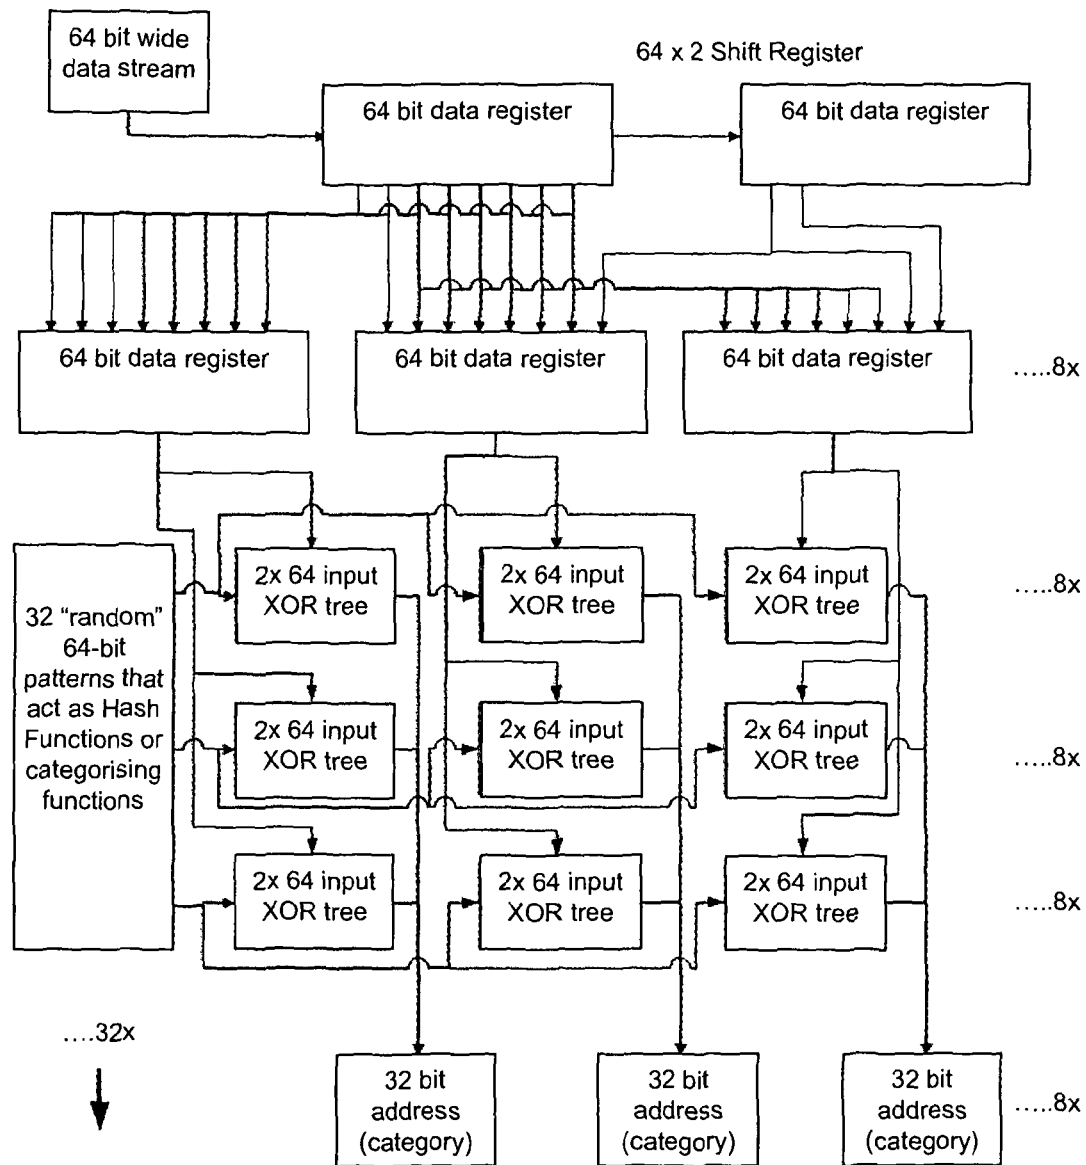 64 bit wide
data stream
64 x 2 Shift Register
64 bit data register
64 bit data register
64 bit data register
64 bit data register
64 bit data register
.....8x
32 "random"
64-bit
patterns that
act as Hash
Functions or
categorising
functions
2x 64 input
XOR tree
2x 64 input
XOR tree
2x 64 input
XOR tree
.....8x
2x 64 input
XOR tree
2x 64 input
XOR tree
2x 64 input
XOR tree
.....8x
2x 64 input
XOR tree
2x 64 input
XOR tree
2x 64 input
XOR tree
.....8x
....32x
32 bit
address
(category)
32 bit
address
(category)
32 bit
address
(category)
.....8x